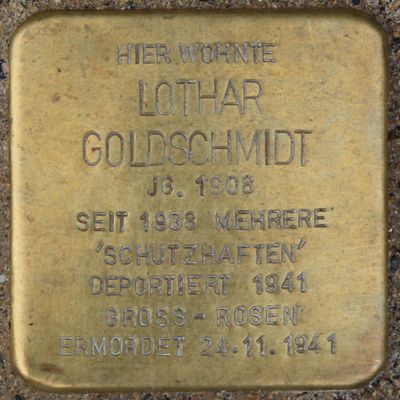 HIER WOHNTE
LOTHAR
GOLDSCHMIDT
JG. 1908
SEIT 1938 MEHRERE
'SCHUTZHAFTEN'
DEPORTIERT 1941
GROSS-ROSEN
ERMORDET 24.11.1941